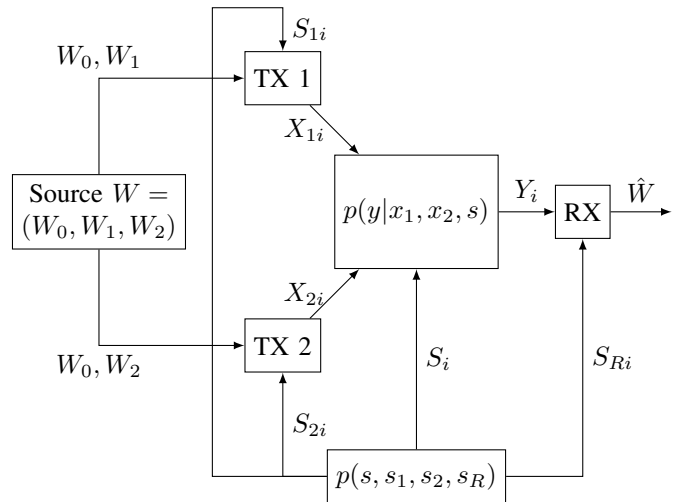 S_{1i}
W_0, W_1
TX 1
X_{1i}
Source W =
(W_0, W_1, W_2)
p(y|x_1, x_2, s)
Y_i
RX
Ŵ
X_{2i}
TX 2
W_0, W_2
S_i
S_{Ri}
S_{2i}
p(s, s_1, s_2, s_R)